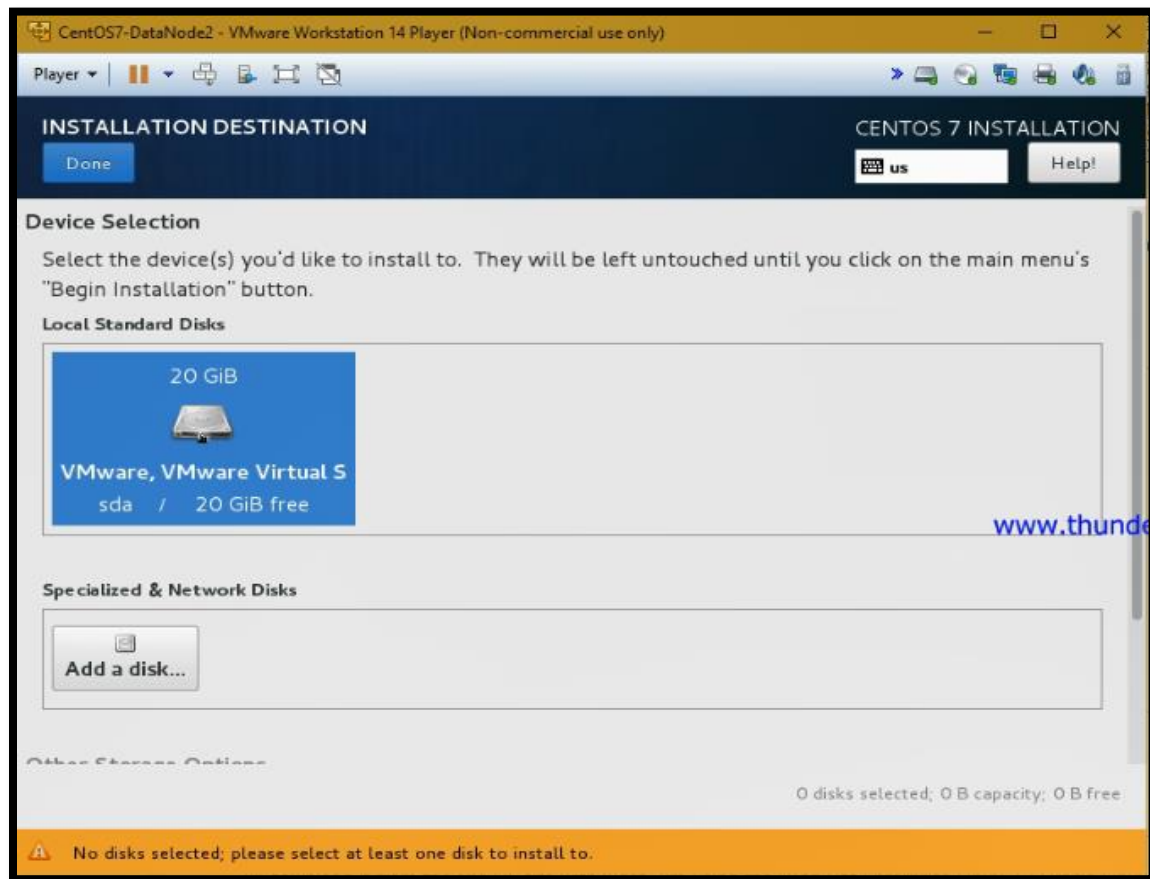 CentOS7-DataNode2 - VMware Workstation 14 Player (Non-commercial use only)
Player
INSTALLATION DESTINATION
CENTOS 7 INSTALLATION
Done
us
Help!
Device Selection
Select the device(s) you'd like to install to. They will be left untouched until you click on the main menu's
"Begin Installation" button.
Local Standard Disks
20 GiB
VMware, VMware Virtual S
sda / 20 GiB free
www.thunde
Specialized & Network Disks
Add a disk...
Other Storage Options
0 disks selected; 0 B capacity; 0 B free
No disks selected; please select at least one disk to install to.